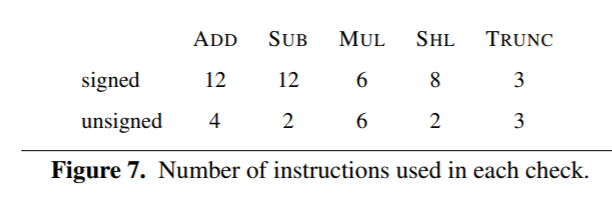 ADD SUB MUL SHL TRUNC
signed 12 12 6 8 3
unsigned 4 2 6 2 3
Figure 7. Number of instructions used in each check.